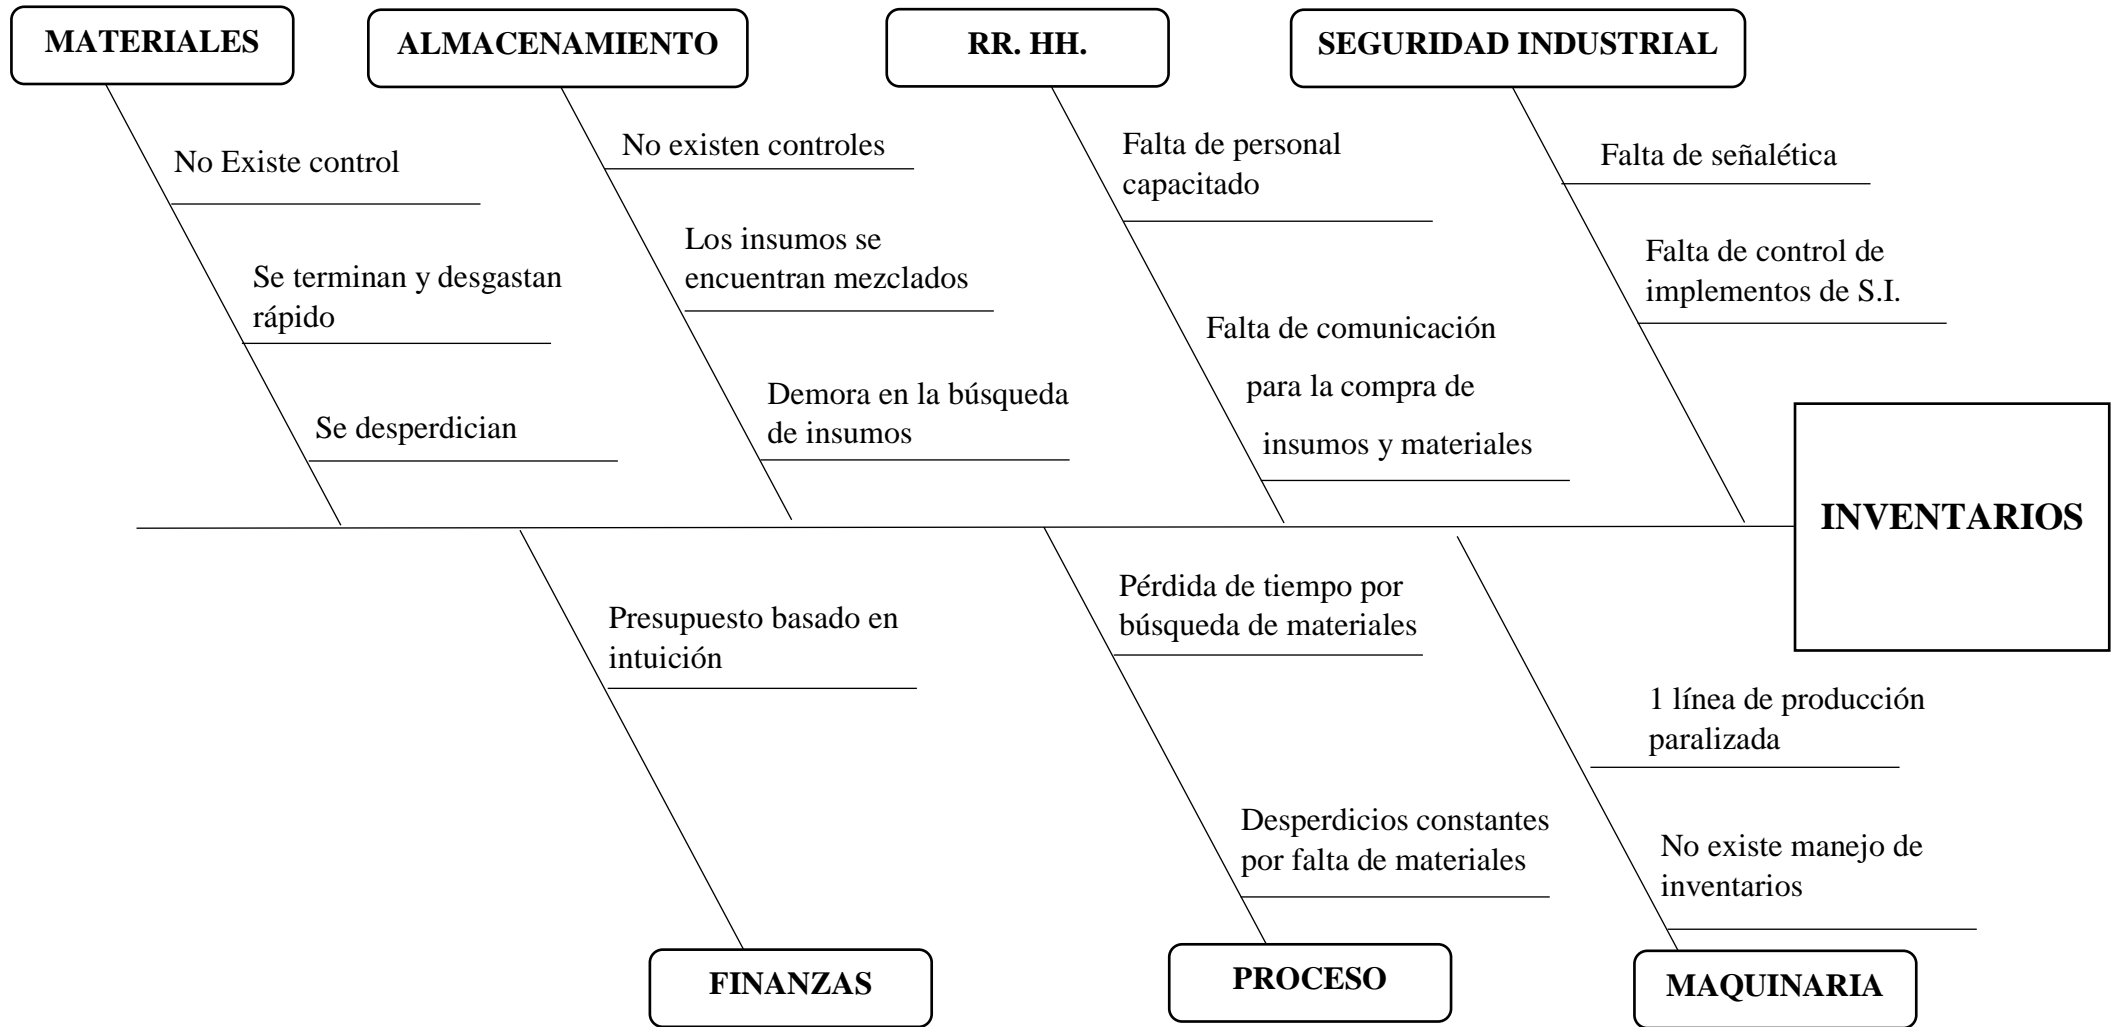 MATERIALES
ALMACENAMIENTO
RR. HH.
SEGURIDAD INDUSTRIAL
No Existe control
Se terminan y desgastan
rápido
Se desperdician
No existen controles
Los insumos se
encuentran mezclados
Demora en la búsqueda
de insumos
Falta de personal
capacitado
Falta de comunicación
para la compra de
insumos y materiales
Falta de señalética
Falta de control de
implementos de S.I.
INVENTARIOS
Presupuesto basado en
intuición
Pérdida de tiempo por
búsqueda de materiales
Desperdicios constantes
por falta de materiales
1 línea de producción
paralizada
No existe manejo de
inventarios
FINANZAS
PROCESO
MAQUINARIA